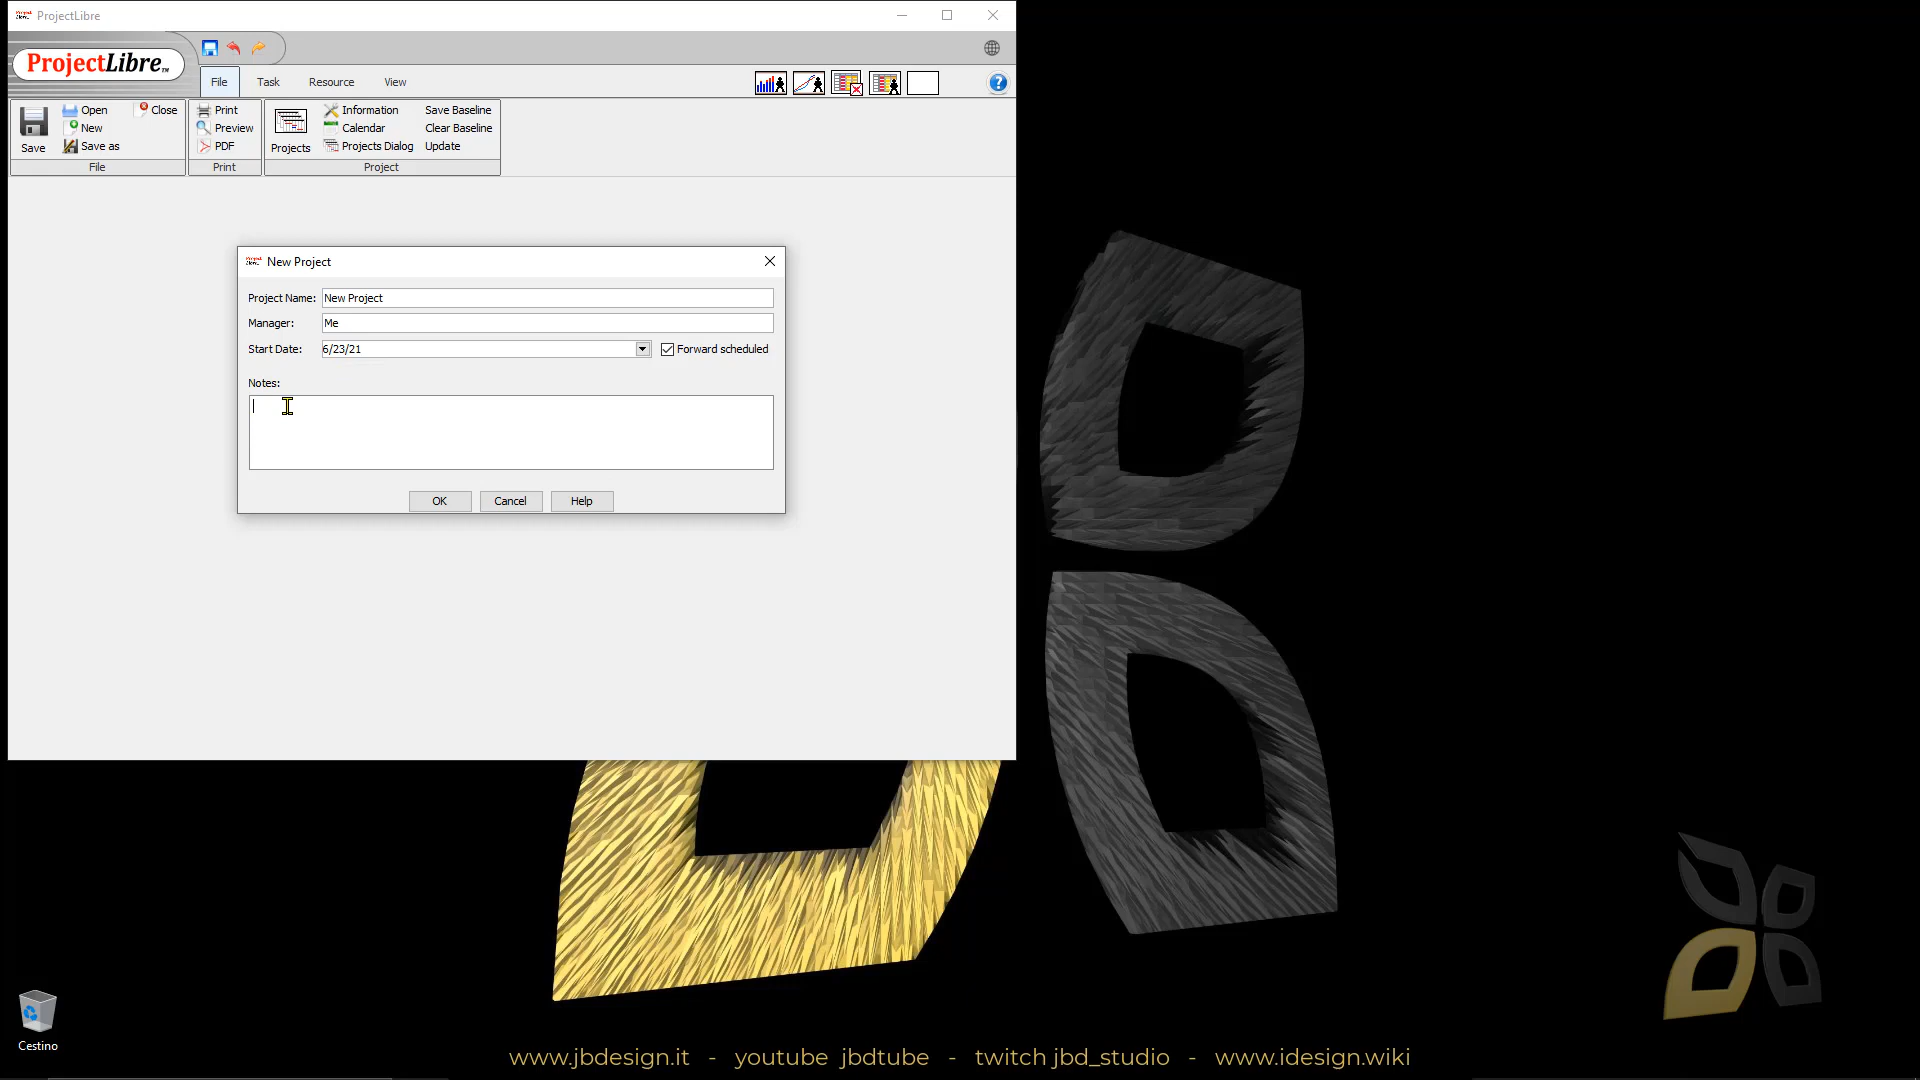 ProjectLibre
ProjectLibre™
File Task Resource View
Open Close
New
Save as
Save
File
Print
Preview
PDF
Print
Projects
Information Save Baseline
Calendar Clear Baseline
Projects Dialog Update
Project
New Project
Project Name: New Project
Manager: Me
Start Date: 6/23/21 Forward scheduled
Notes:
OK Cancel Help
Cestino
www.jbdesign.it - youtube jbdtube - twitch jbd_studio - www.idesign.wiki